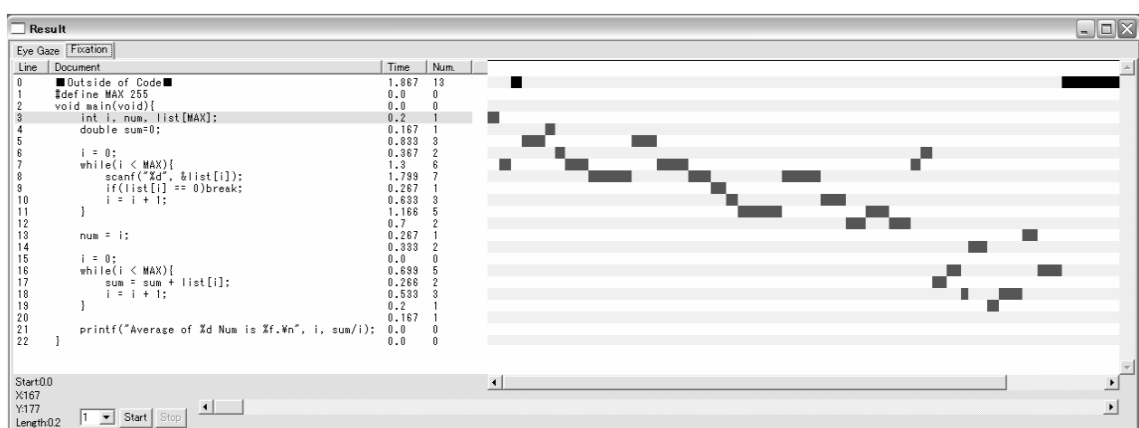 Result
Eye Gaze Fixation
Line Document Time Num.
0 ■Outside of Code■ 1.867 13
1 #define MAX 255 0.0 0
2 void main(void){ 0.0 0
3 int i, num, list[MAX]; 0.2 1
4 double sum=0; 0.167 1
5 0.833 3
6 i = 0; 0.367 2
7 while(i < MAX){ 1.3 6
8 scanf("%d", &list[i]); 1.799 7
9 if(list[i] == 0)break; 0.267 1
10 i = i + 1; 0.633 3
11 } 1.166 5
12 0.7 2
13 num = i; 0.267 1
14 0.333 2
15 i = 0; 0.0 0
16 while(i < MAX){ 0.699 5
17 sum = sum + list[i]; 0.266 2
18 i = i + 1; 0.533 3
19 } 0.2 1
20 0.167 1
21 printf("Average of %d Num is %f.¥n", i, sum/i); 0.0 0
22 } 0.0 0
Start:0.0
X:167
Y:177
Length:0.2 1 Start Stop